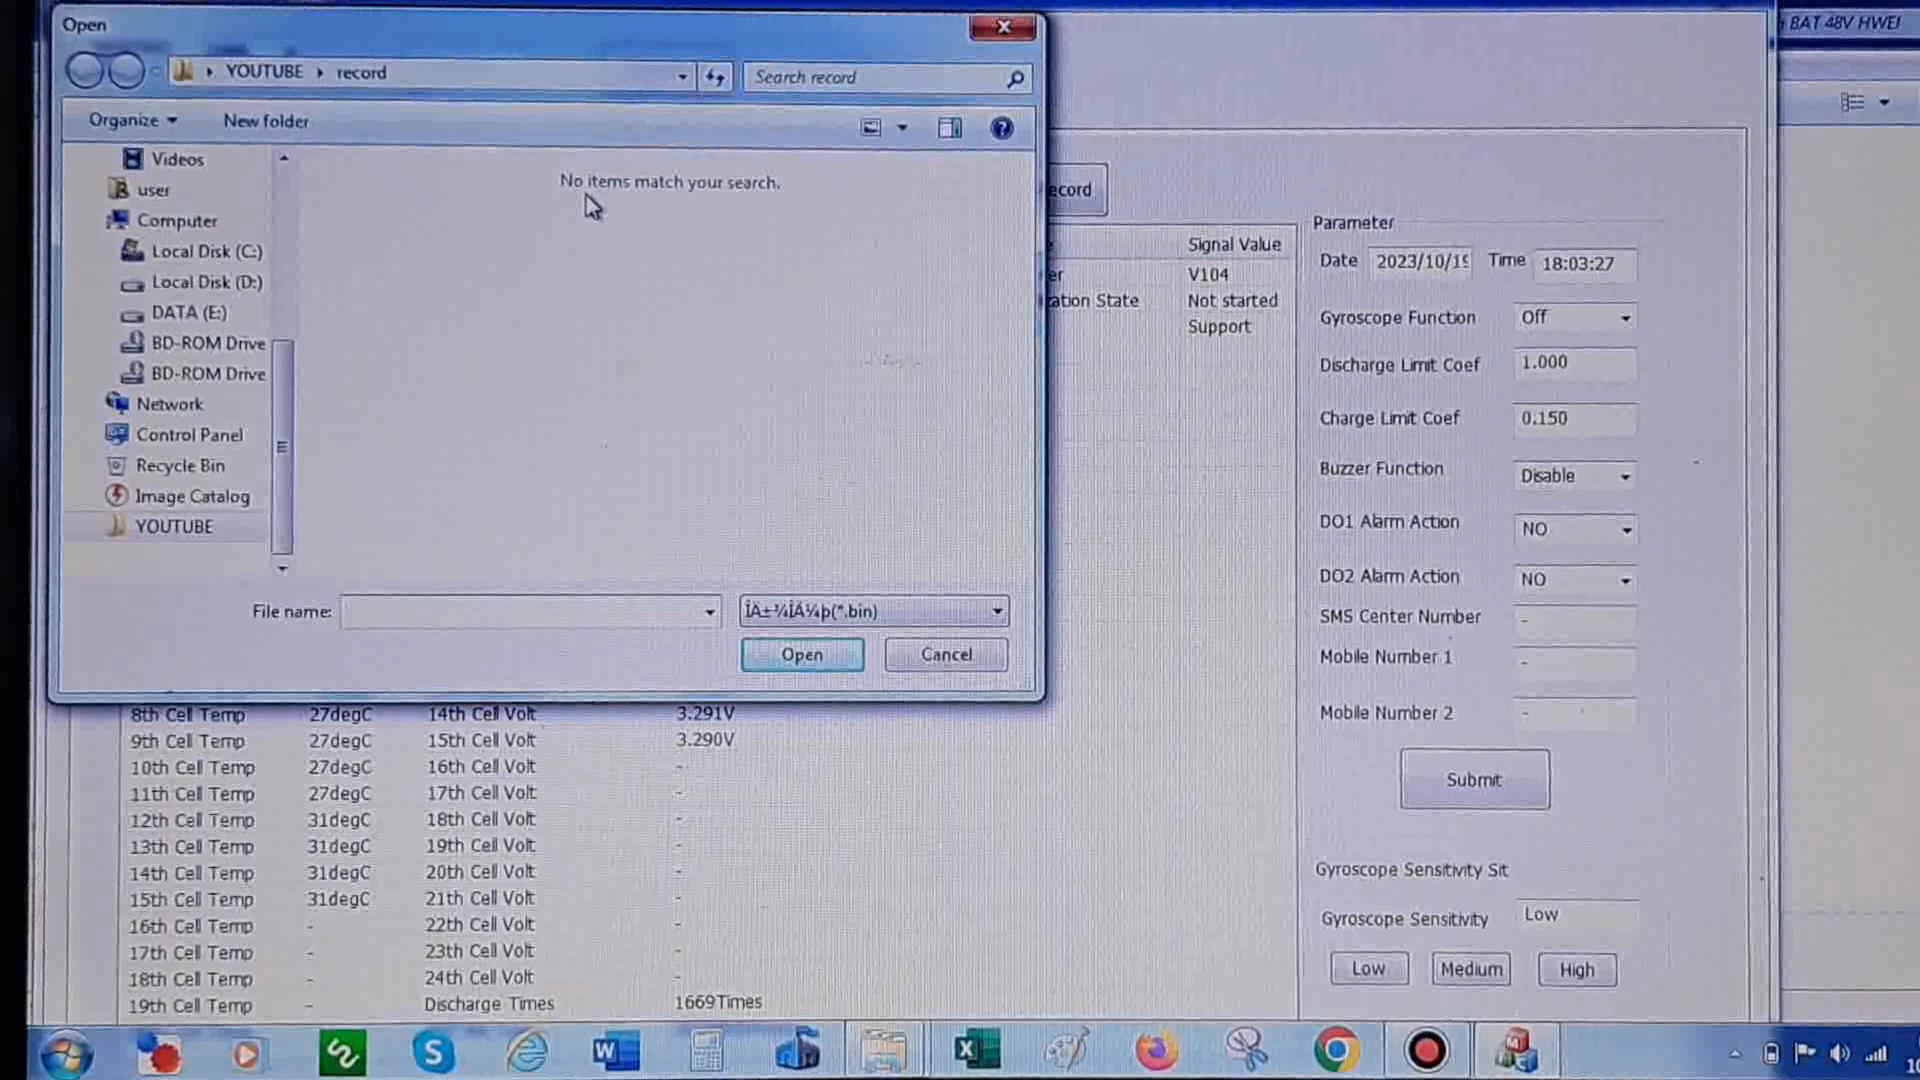 Open
BAT 48V HWEI
YOUTUBE record
Search record
Organize
New folder
Videos
No items match your search.
user
Computer
Local Disk (C:)
Local Disk (D:)
DATA (E:)
BD-ROM Drive
BD-ROM Drive
Network
Control Panel
Recycle Bin
Image Catalog
YOUTUBE
File name:
ÎÄ±¾ÎÄ¼þ(*.bin)
Open
Cancel
ecord
Signal Value
er V104
ation State Not started
Support
Parameter
Date 2023/10/19 Time 18:03:27
Gyroscope Function Off
Discharge Limit Coef 1.000
Charge Limit Coef 0.150
Buzzer Function Disable
DO1 Alarm Action NO
DO2 Alarm Action NO
SMS Center Number -
Mobile Number 1 -
Mobile Number 2 -
Submit
Gyroscope Sensitivity Sit
Gyroscope Sensitivity Low
Low Medium High
8th Cell Temp 27degC 14th Cell Volt 3.291V
9th Cell Temp 27degC 15th Cell Volt 3.290V
10th Cell Temp 27degC 16th Cell Volt -
11th Cell Temp 27degC 17th Cell Volt -
12th Cell Temp 31degC 18th Cell Volt -
13th Cell Temp 31degC 19th Cell Volt -
14th Cell Temp 31degC 20th Cell Volt -
15th Cell Temp 31degC 21th Cell Volt -
16th Cell Temp - 22th Cell Volt -
17th Cell Temp - 23th Cell Volt -
18th Cell Temp - 24th Cell Volt -
19th Cell Temp - Discharge Times 1669Times